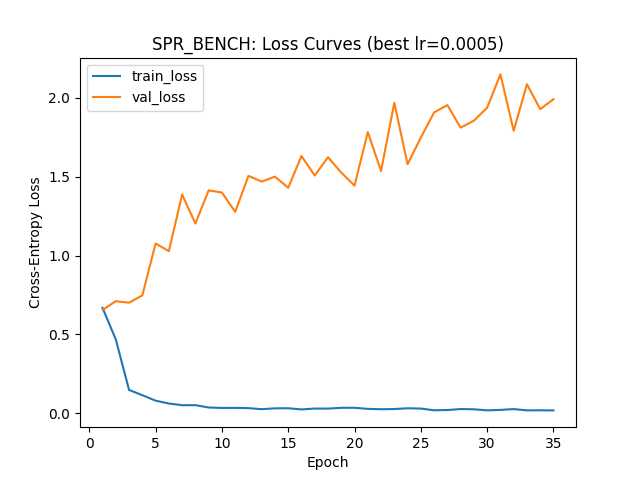 SPR_BENCH: Loss Curves (best lr=0.0005)
train_loss
val_loss
Cross-Entropy Loss
2.0
1.5
1.0
0.5
0.0
0 5 10 15 20 25 30 35
Epoch